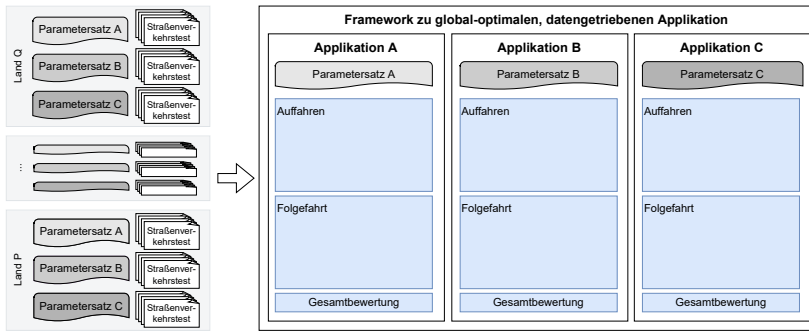 Land Q
Parametersatz A
Straßenver-
kehrstest
Parametersatz B
Straßenver-
kehrstest
Parametersatz C
Straßenver-
kehrstest
...
Land P
Parametersatz A
Straßenver-
kehrstest
Parametersatz B
Straßenver-
kehrstest
Parametersatz C
Straßenver-
kehrstest
Framework zu global-optimalen, datengetriebenen Applikation
Applikation A
Parametersatz A
Auffahren
Folgefahrt
Gesamtbewertung
Applikation B
Parametersatz B
Auffahren
Folgefahrt
Gesamtbewertung
Applikation C
Parametersatz C
Auffahren
Folgefahrt
Gesamtbewertung